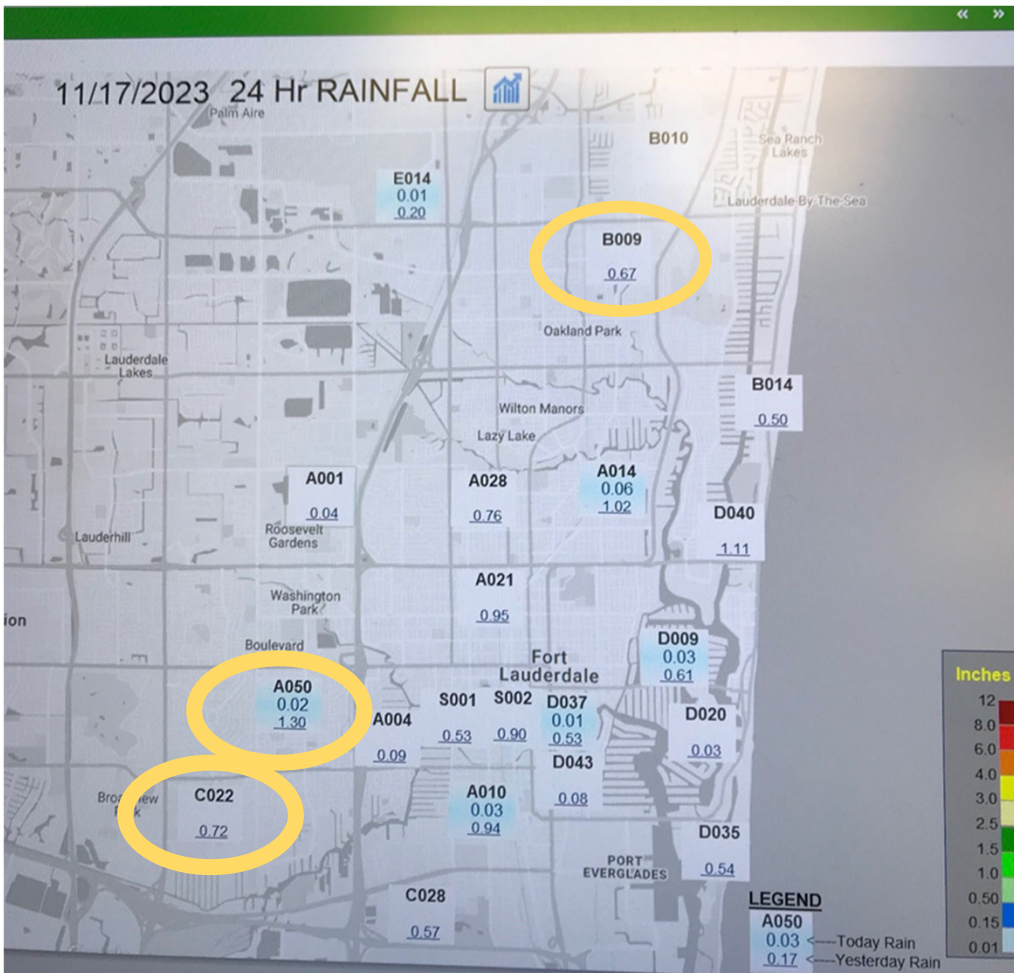 « »
11/17/2023 24 Hr RAINFALL
Palm Aire
B010
Sea Ranch
Lakes
E014
0.01
0.20
Lauderdale By The Sea
B009
0.67
Oakland Park
Lauderdale
Lakes
B014
0.50
Wilton Manors
Lazy Lake
A001
0.04
A028
0.76
A014
0.06
1.02
D040
1.11
Roosevelt
Gardens
Lauderhill
A021
0.95
Washington
Park
ion
Boulevard
D009
0.03
0.61
Fort
Lauderdale
A050
0.02
1.30
A004
0.09
S001
0.53
S002
0.90
D037
0.01
0.53
D020
0.03
D043
0.08
C022
0.72
A010
0.03
0.94
D035
0.54
PORT
EVERGLADES
C028
0.57
LEGEND
A050
0.03 <----Today Rain
0.17 <----Yesterday Rain
Inches
12
8.0
6.0
4.0
3.0
2.5
1.5
1.0
0.50
0.15
0.01